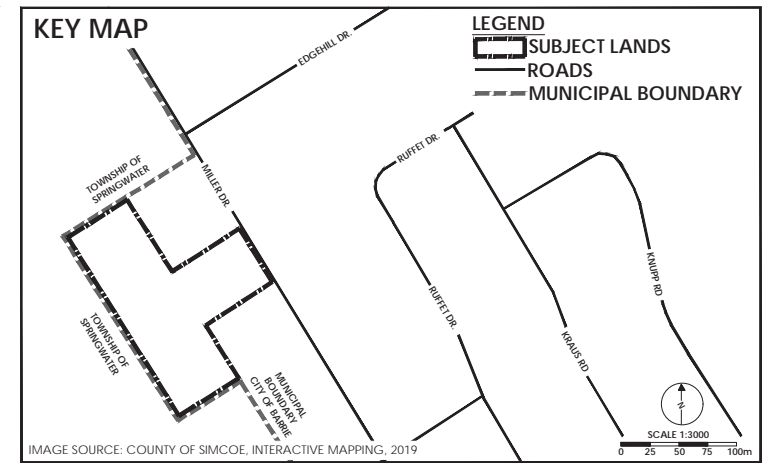 KEY MAP
LEGEND
SUBJECT LANDS
ROADS
MUNICIPAL BOUNDARY
EDGEHILL DR.
TOWNSHIP OF
SPRINGWATER
MILLER DR.
RUFFET DR.
KNUPP RD
RUFFET DR.
KRAUS RD
TOWNSHIP OF
SPRINGWATER
MUNICIPAL
BOUNDARY
CITY OF BARRIE
N
SCALE 1:3000
0 25 50 75 100m
IMAGE SOURCE: COUNTY OF SIMCOE, INTERACTIVE MAPPING, 2019